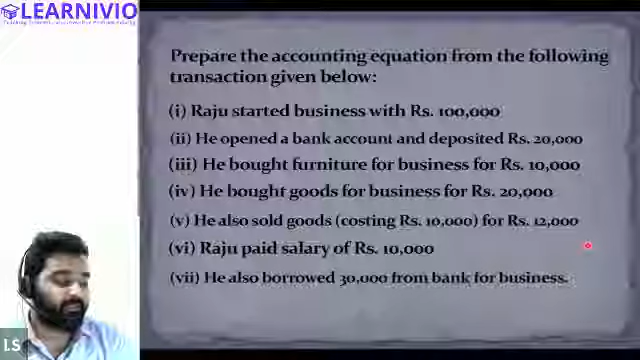 LEARNIVIO
Prepare the accounting equation from the following
transaction given below:
(i) Raju started business with Rs. 100,000
(ii) He opened a bank account and deposited Rs. 20,000
(iii) He bought furniture for business for Rs. 10,000
(iv) He bought goods for business for Rs. 20,000
(v) He also sold goods (costing Rs. 10,000) for Rs. 12,000
(vi) Raju paid salary of Rs. 10,000
(vii) He also borrowed 30,000 from bank for business.
I.S